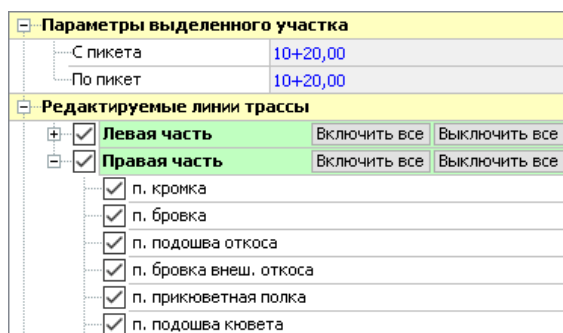 Параметры выделенного участка
С пикета 10+20,00
По пикет 10+20,00
Редактируемые линии трассы
Левая часть Включить все Выключить все
Правая часть Включить все Выключить все
п. кромка
п. бровка
п. подошва откоса
п. бровка внеш. откоса
п. прикюветная полка
п. подошва кювета